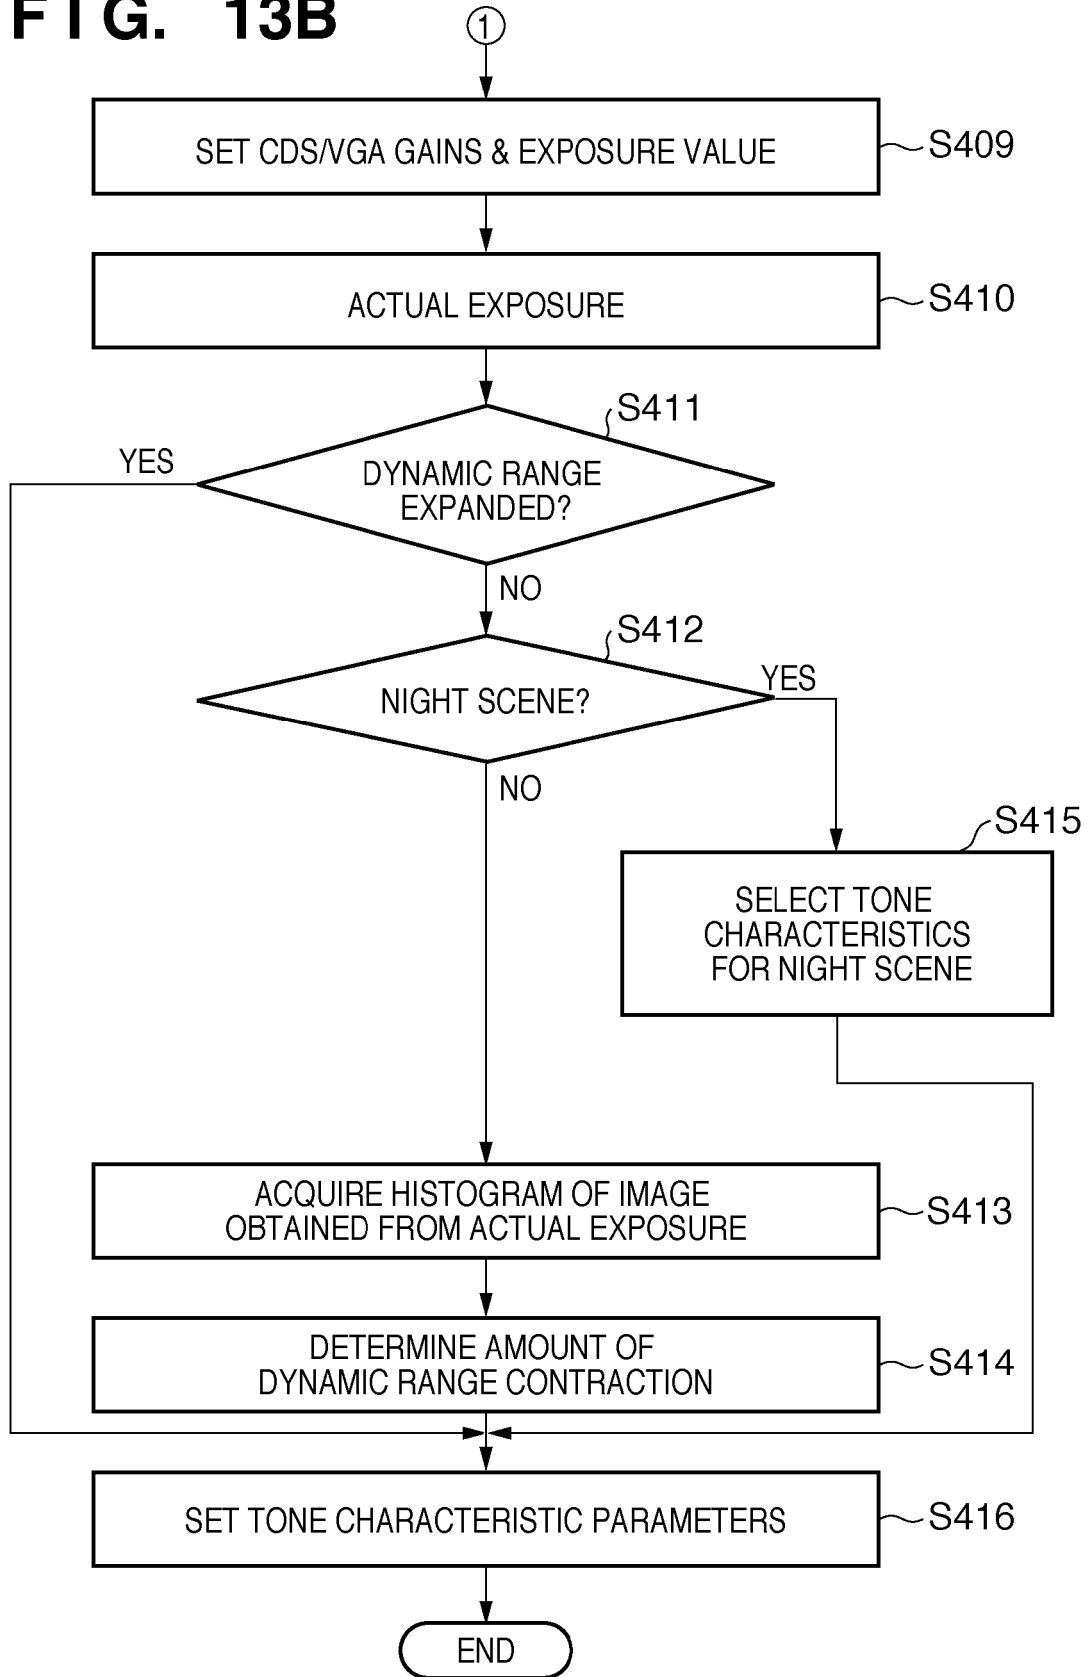 FIG. 13B
1
SET CDS/VGA GAINS & EXPOSURE VALUE
S409
ACTUAL EXPOSURE
S410
S411
YES
DYNAMIC RANGE
EXPANDED?
NO
S412
YES
NIGHT SCENE?
NO
S415
SELECT TONE
CHARACTERISTICS
FOR NIGHT SCENE
ACQUIRE HISTOGRAM OF IMAGE
OBTAINED FROM ACTUAL EXPOSURE
S413
DETERMINE AMOUNT OF
DYNAMIC RANGE CONTRACTION
S414
SET TONE CHARACTERISTIC PARAMETERS
S416
END